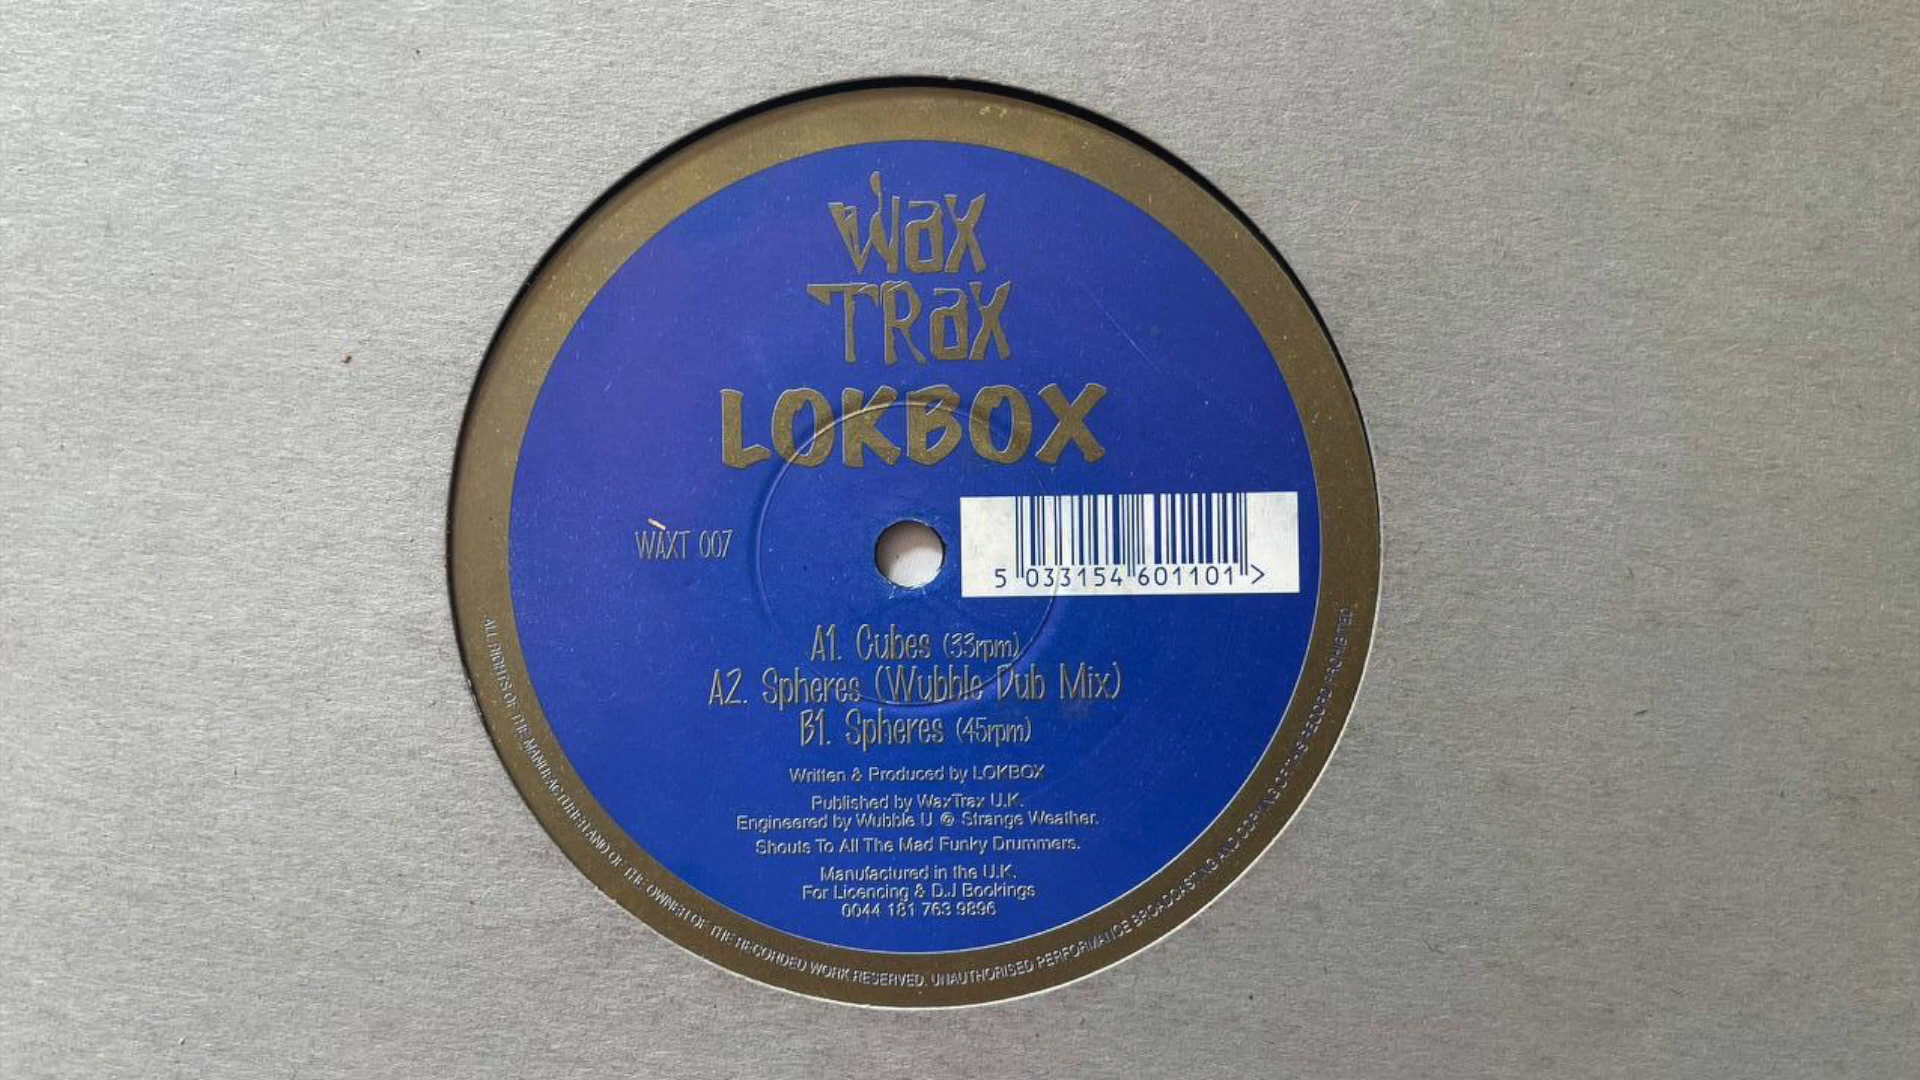 Wax
TRax
LOKBOX
WAXT 007
5 033154 601101 >
A1. Cubes (33rpm)
A2. Spheres (Wubble Dub Mix)
B1. Spheres (45rpm)
Written & Produced by LOKBOX
Published by WaxTrax U.K.
Engineered by Wubble U @ Strange Weather.
Shouts To All The Mad Funky Drummers.
Manufactured in the U.K.
For Licencing & D.J Bookings
0044 181 763 9896
ALL RIGHTS OF THE MANUFACTURER AND OF THE OWNER OF THE RECORDED WORK RESERVED. UNAUTHORISED PERFORMANCE BROADCASTING AND COPYING OF THIS RECORD PROHIBITED